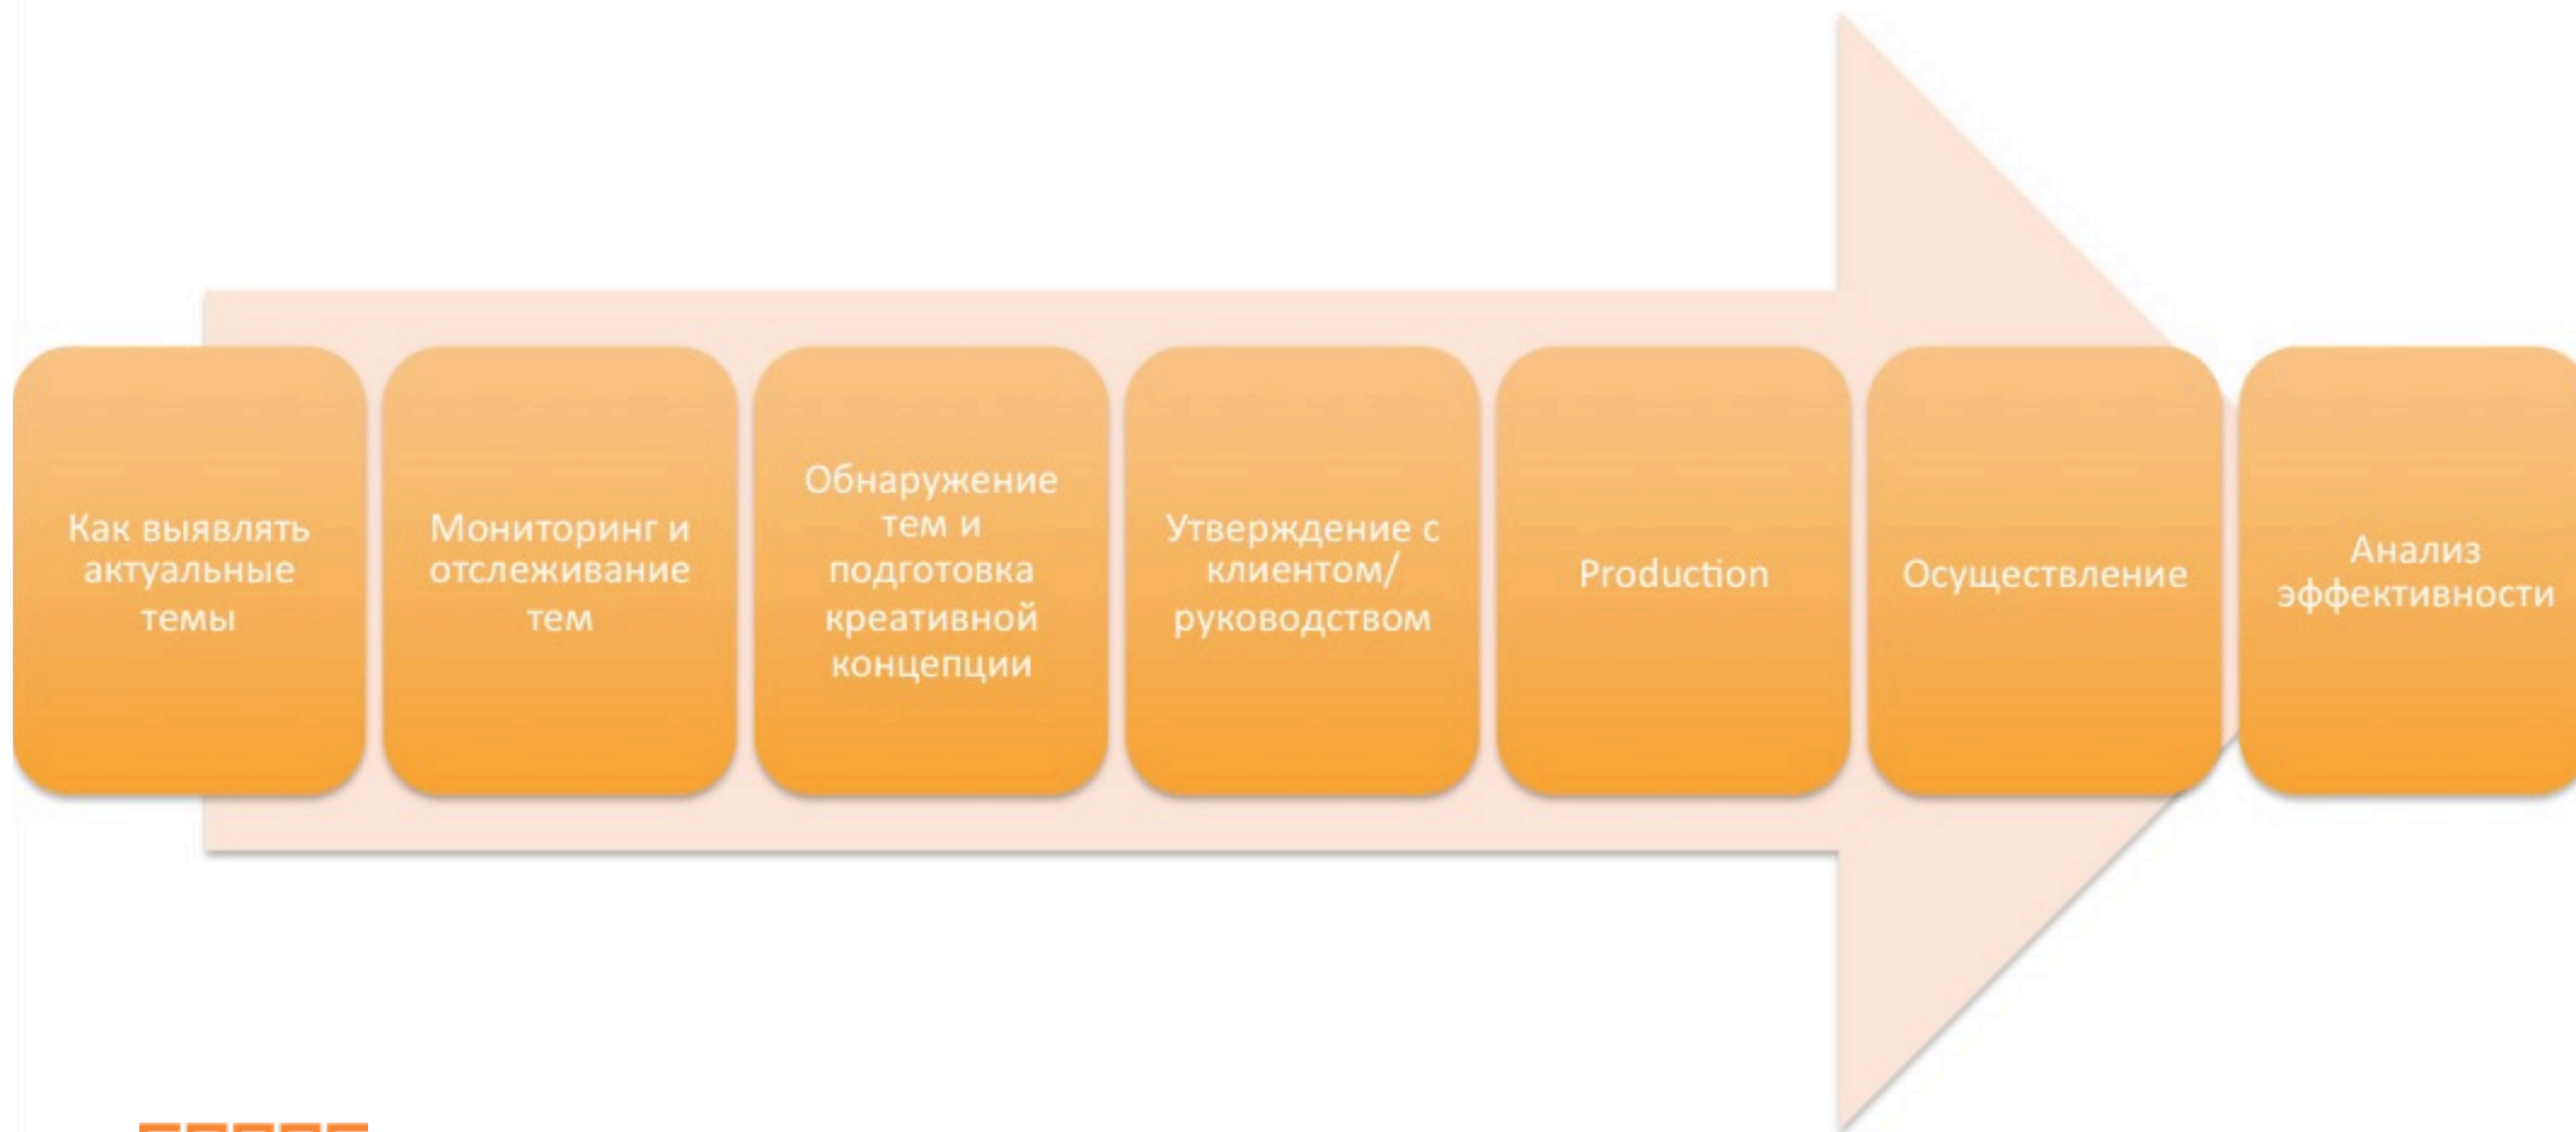 Как выявлять
актуальные
темы
Мониторинг и
отслеживание
тем
Обнаружение
тем и
подготовка
креативной
концепции
Утверждение с
клиентом/
руководством
Production
Осуществление
Анализ
эффективности